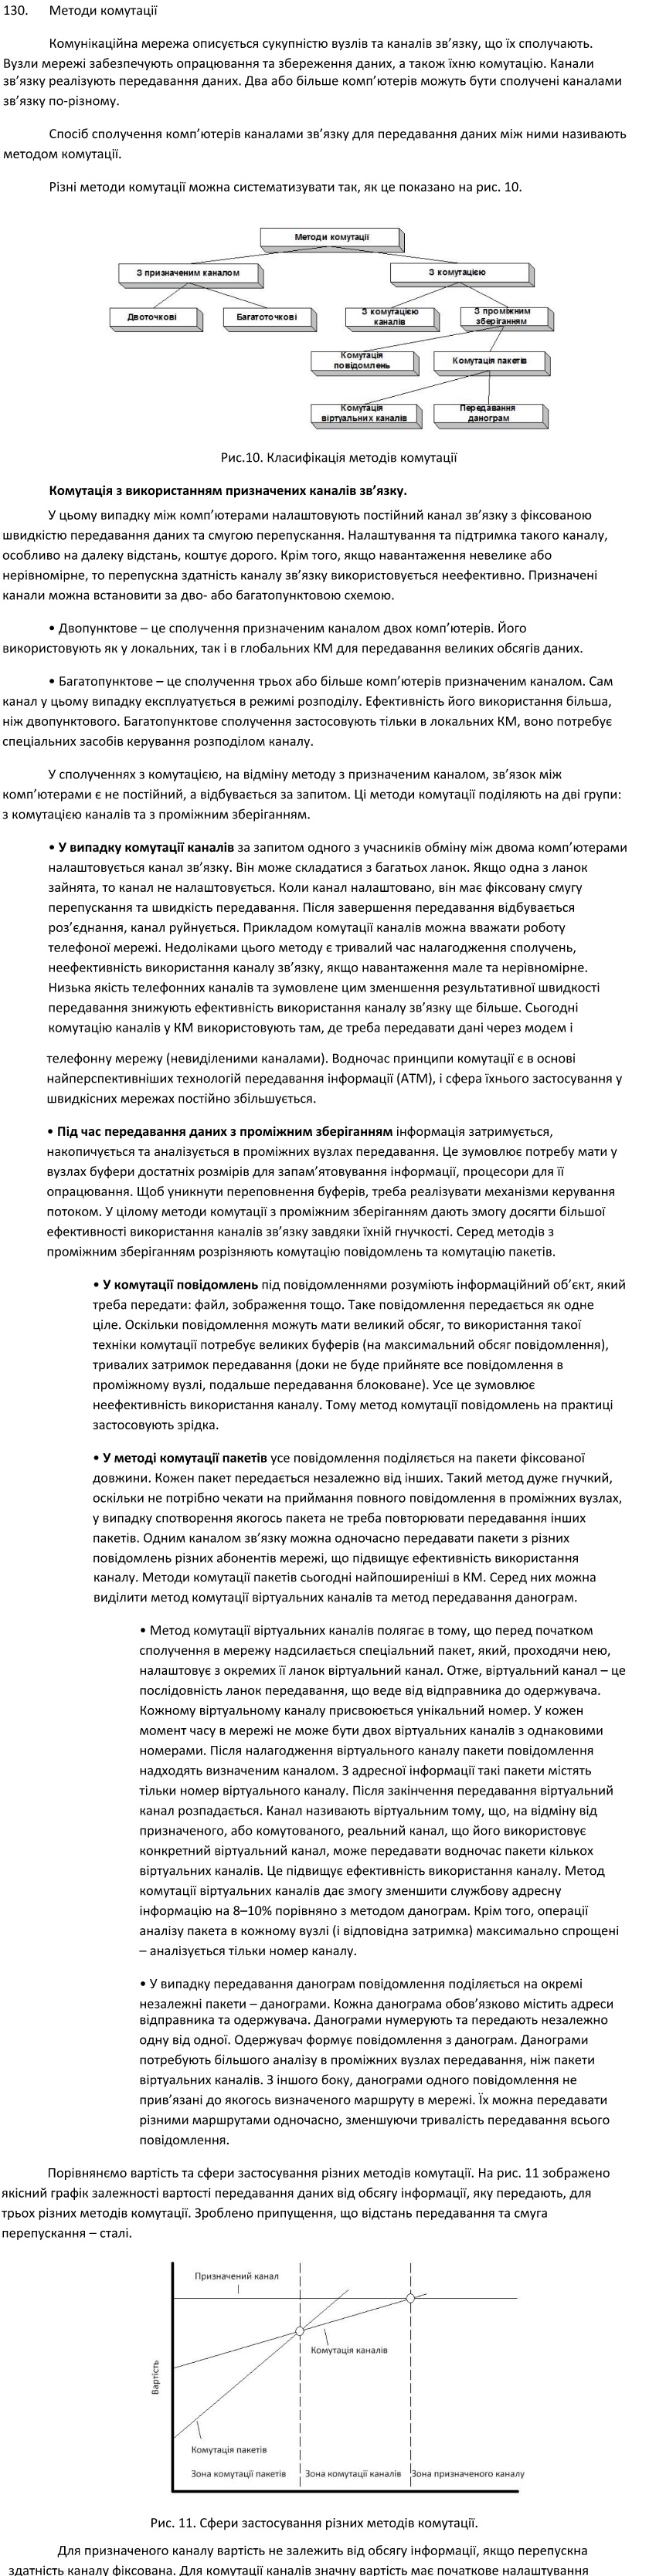 130. Методи комутації
Комунікаційна мережа описується сукупністю вузлів та каналів зв’язку, що їх сполучають.
Вузли мережі забезпечують опрацювання та збереження даних, а також їхню комутацію. Канали
зв’язку реалізують передавання даних. Два або більше комп’ютерів можуть бути сполучені каналами
зв’язку по-різному.
Спосіб сполучення комп’ютерів каналами зв’язку для передавання даних між ними називають
методом комутації.
Різні методи комутації можна систематизувати так, як це показано на рис. 10.
Методи комутації
З призначеним каналом
З комутацією
Двоточкові
Багатоточкові
З комутацією
каналів
З проміжним
зберіганням
Комутація
повідомлень
Комутація пакетів
Комутація
віртуальних каналів
Передавання
данограм
Рис.10. Класифікація методів комутації
Комутація з використанням призначених каналів зв’язку.
У цьому випадку між комп’ютерами налаштовують постійний канал зв’язку з фіксованою
швидкістю передавання даних та смугою перепускання. Налаштування та підтримка такого каналу,
особливо на далеку відстань, коштує дорого. Крім того, якщо навантаження невелике або
нерівномірне, то перепускна здатність каналу зв’язку використовується неефективно. Призначені
канали можна встановити за дво- або багатопунктовою схемою.
• Двопунктове – це сполучення призначеним каналом двох комп’ютерів. Його
використовують як у локальних, так і в глобальних КМ для передавання великих обсягів даних.
• Багатопунктове – це сполучення трьох або більше комп’ютерів призначеним каналом. Сам
канал у цьому випадку експлуатується в режимі розподілу. Ефективність його використання більша,
ніж двопунктового. Багатопунктове сполучення застосовують тільки в локальних КМ, воно потребує
спеціальних засобів керування розподілом каналу.
У сполученнях з комутацією, на відміну методу з призначеним каналом, зв’язок між
комп’ютерами є не постійний, а відбувається за запитом. Ці методи комутації поділяють на дві групи:
з комутацією каналів та з проміжним зберіганням.
• У випадку комутації каналів за запитом одного з учасників обміну між двома комп’ютерами
налаштовується канал зв’язку. Він може складатися з багатьох ланок. Якщо одна з ланок
зайнята, то канал не налаштовується. Коли канал налаштовано, він має фіксовану смугу
перепускання та швидкість передавання. Після завершення передавання відбувається
роз’єднання, канал руйнується. Прикладом комутації каналів можна вважати роботу
телефоної мережі. Недоліками цього методу є тривалий час налагодження сполучень,
неефективність використання каналу зв’язку, якщо навантаження мале та нерівномірне.
Низька якість телефонних каналів та зумовлене цим зменшення результативної швидкості
передавання знижують ефективність використання каналу зв’язку ще більше. Сьогодні
комутацію каналів у КМ використовують там, де треба передавати дані через модем і
телефонну мережу (невиділеними каналами). Водночас принципи комутації є в основі
найперспективніших технологій передавання інформації (ATM), і сфера їхнього застосування у
швидкісних мережах постійно збільшується.
• Під час передавання даних з проміжним зберіганням інформація затримується,
накопичується та аналізується в проміжних вузлах передавання. Це зумовлює потребу мати у
вузлах буфери достатніх розмірів для запам’ятовування інформації, процесори для її
опрацювання. Щоб уникнути переповнення буферів, треба реалізувати механізми керування
потоком. У цілому методи комутації з проміжним зберіганням дають змогу досягти більшої
ефективності використання каналів зв’язку завдяки їхній гнучкості. Серед методів з
проміжним зберіганням розрізняють комутацію повідомлень та комутацію пакетів.
• У комутації повідомлень під повідомленнями розуміють інформаційний об’єкт, який
треба передати: файл, зображення тощо. Таке повідомлення передається як одне
ціле. Оскільки повідомлення можуть мати великий обсяг, то використання такої
техніки комутації потребує великих буферів (на максимальний обсяг повідомлення),
тривалих затримок передавання (доки не буде прийняте все повідомлення в
проміжному вузлі, подальше передавання блоковане). Усе це зумовлює
неефективність використання каналу. Тому метод комутації повідомлень на практиці
застосовують зрідка.
• У методі комутації пакетів усе повідомлення поділяється на пакети фіксованої
довжини. Кожен пакет передається незалежно від інших. Такий метод дуже гнучкий,
оскільки не потрібно чекати на приймання повного повідомлення в проміжних вузлах,
у випадку спотворення якогось пакета не треба повторювати передавання інших
пакетів. Одним каналом зв’язку можна одночасно передавати пакети з різних
повідомлень різних абонентів мережі, що підвищує ефективність використання
каналу. Методи комутації пакетів сьогодні найпоширеніші в КМ. Серед них можна
виділити метод комутації віртуальних каналів та метод передавання данограм.
• Метод комутації віртуальних каналів полягає в тому, що перед початком
сполучення в мережу надсилається спеціальний пакет, який, проходячи нею,
налаштовує з окремих її ланок віртуальний канал. Отже, віртуальний канал – це
послідовність ланок передавання, що веде від відправника до одержувача.
Кожному віртуальному каналу присвоюється унікальний номер. У кожен
момент часу в мережі не може бути двох віртуальних каналів з однаковими
номерами. Після налагодження віртуального каналу пакети повідомлення
надходять визначеним каналом. З адресної інформації такі пакети містять
тільки номер віртуального каналу. Після закінчення передавання віртуальний
канал розпадається. Канал називають віртуальним тому, що, на відміну від
призначеного, або комутованого, реальний канал, що його використовує
конкретний віртуальний канал, може передавати водночас пакети кількох
віртуальних каналів. Це підвищує ефективність використання каналу. Метод
комутації віртуальних каналів дає змогу зменшити службову адресну
інформацію на 8–10% порівняно з методом данограм. Крім того, операції
аналізу пакета в кожному вузлі (і відповідна затримка) максимально спрощені
– аналізується тільки номер каналу.
• У випадку передавання данограм повідомлення поділяється на окремі
незалежні пакети – данограми. Кожна данограма обов’язково містить адреси
відправника та одержувача. Данограми нумерують та передають незалежно
одну від одної. Одержувач формує повідомлення з данограм. Данограми
потребують більшого аналізу в проміжних вузлах передавання, ніж пакети
віртуальних каналів. З іншого боку, данограми одного повідомлення не
прив’язані до якогось визначеного маршруту в мережі. Їх можна передавати
різними маршрутами одночасно, зменшуючи тривалість передавання всього
повідомлення.
Порівнянємо вартість та сфери застосування різних методів комутації. На рис. 11 зображено
якісний графік залежності вартості передавання даних від обсягу інформації, яку передають, для
трьох різних методів комутації. Зроблено припущення, що відстань передавання та смуга
перепускання – сталі.
Призначений канал
Комутація каналів
Вартість
Комутація пакетів
Зона комутації пакетів
Зона комутації каналів
Зона призначеного каналу
Рис. 11. Сфери застосування різних методів комутації.
Для призначеного каналу вартість не залежить від обсягу інформації, якщо перепускна
здатність каналу фіксована. Для комутації каналів значну вартість має початкове налаштування